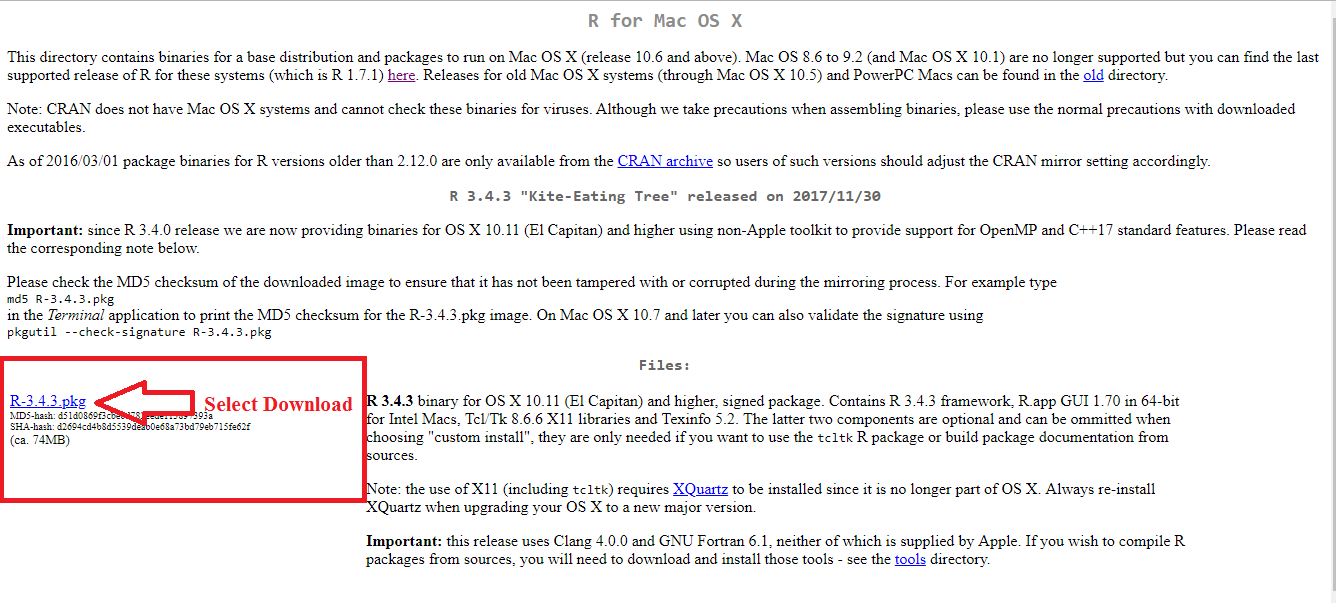 R for Mac OS X
This directory contains binaries for a base distribution and packages to run on Mac OS X (release 10.6 and above). Mac OS 8.6 to 9.2 (and Mac OS X 10.1) are no longer supported but you can find the last
supported release of R for these systems (which is R 1.7.1) here. Releases for old Mac OS X systems (through Mac OS X 10.5) and PowerPC Macs can be found in the old directory.
Note: CRAN does not have Mac OS X systems and cannot check these binaries for viruses. Although we take precautions when assembling binaries, please use the normal precautions with downloaded
executables.
As of 2016/03/01 package binaries for R versions older than 2.12.0 are only available from the CRAN archive so users of such versions should adjust the CRAN mirror setting accordingly.
R 3.4.3 "Kite-Eating Tree" released on 2017/11/30
Important: since R 3.4.0 release we are now providing binaries for OS X 10.11 (El Capitan) and higher using non-Apple toolkit to provide support for OpenMP and C++17 standard features. Please read
the corresponding note below.
Please check the MD5 checksum of the downloaded image to ensure that it has not been tampered with or corrupted during the mirroring process. For example type
md5 R-3.4.3.pkg
in the Terminal application to print the MD5 checksum for the R-3.4.3.pkg image. On Mac OS X 10.7 and later you can also validate the signature using
pkgutil --check-signature R-3.4.3.pkg
Files:
R-3.4.3.pkg
Select Download
MD5-hash:
SHA-hash:
(ca. 74MB)
R 3.4.3 binary for OS X 10.11 (El Capitan) and higher, signed package. Contains R 3.4.3 framework, R.app GUI 1.70 in 64-bit
for Intel Macs, Tcl/Tk 8.6.6 X11 libraries and Texinfo 5.2. The latter two components are optional and can be ommitted when
choosing "custom install", they are only needed if you want to use the tcltk R package or build package documentation from
sources.
Note: the use of X11 (including tcltk) requires XQuartz to be installed since it is no longer part of OS X. Always re-install
XQuartz when upgrading your OS X to a new major version.
Important: this release uses Clang 4.0.0 and GNU Fortran 6.1, neither of which is supplied by Apple. If you wish to compile R
packages from sources, you will need to download and install those tools - see the tools directory.